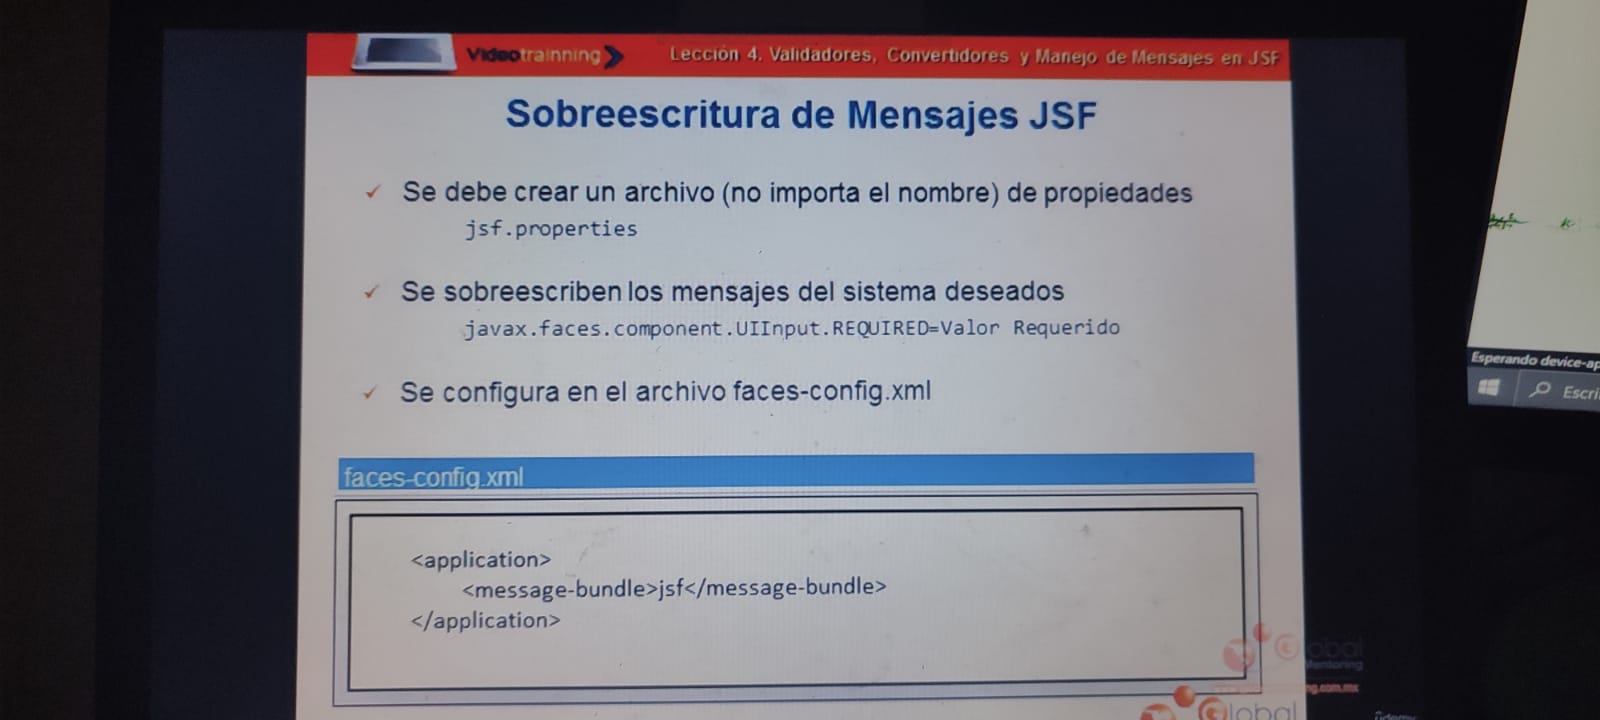 Videotrainning
Lección 4. Validadores, Convertidores y Manejo de Mensajes en JSF
Sobreescritura de Mensajes JSF
Se debe crear un archivo (no importa el nombre) de propiedades
jsf.properties
Se sobreescriben los mensajes del sistema deseados
javax.faces.component.UIInput.REQUIRED=Valor Requerido
Esperando device-ap
Se configura en el archivo faces-config.xml
Escri
faces-config.xml
<application>
<message-bundle>jsf</message-bundle>
</application>
Global
Mentoring
ng.com.mx
Global